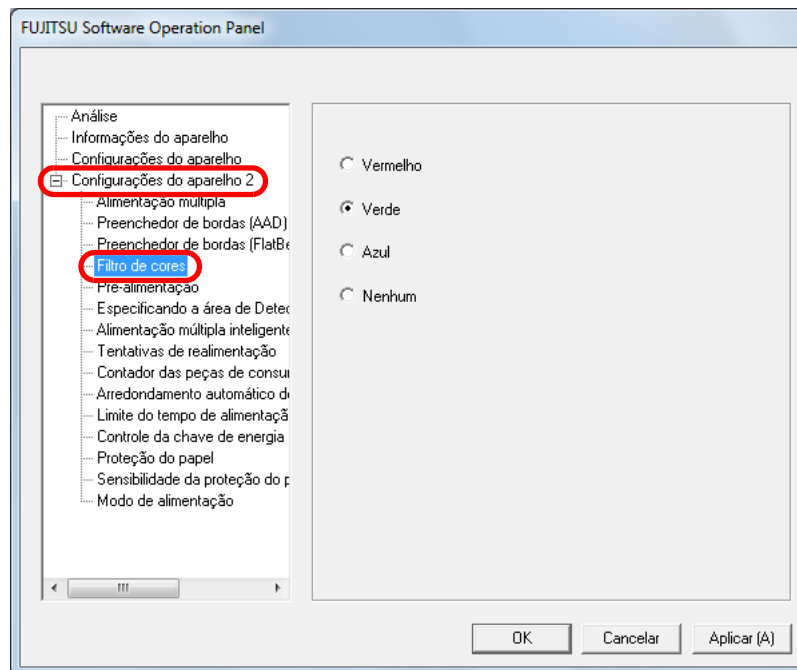 FUJITSU Software Operation Panel
Análise
Informações do aparelho
Configurações do aparelho
Configurações do aparelho 2
Alimentação múltipla
Preenchedor de bordas (AAD)
Preenchedor de bordas (FlatBe
Filtro de cores
Pré-alimentação
Especificando a área de Detec
Alimentação múltipla inteligente
Tentativas de realimentação
Contador das peças de consu
Arredondamento automático d
Limite do tempo de alimentaçã
Controle da chave de energia
Proteção do papel
Sensibilidade da proteção do p
Modo de alimentação
Vermelho
Verde
Azul
Nenhum
OK
Cancelar
Aplicar (A)